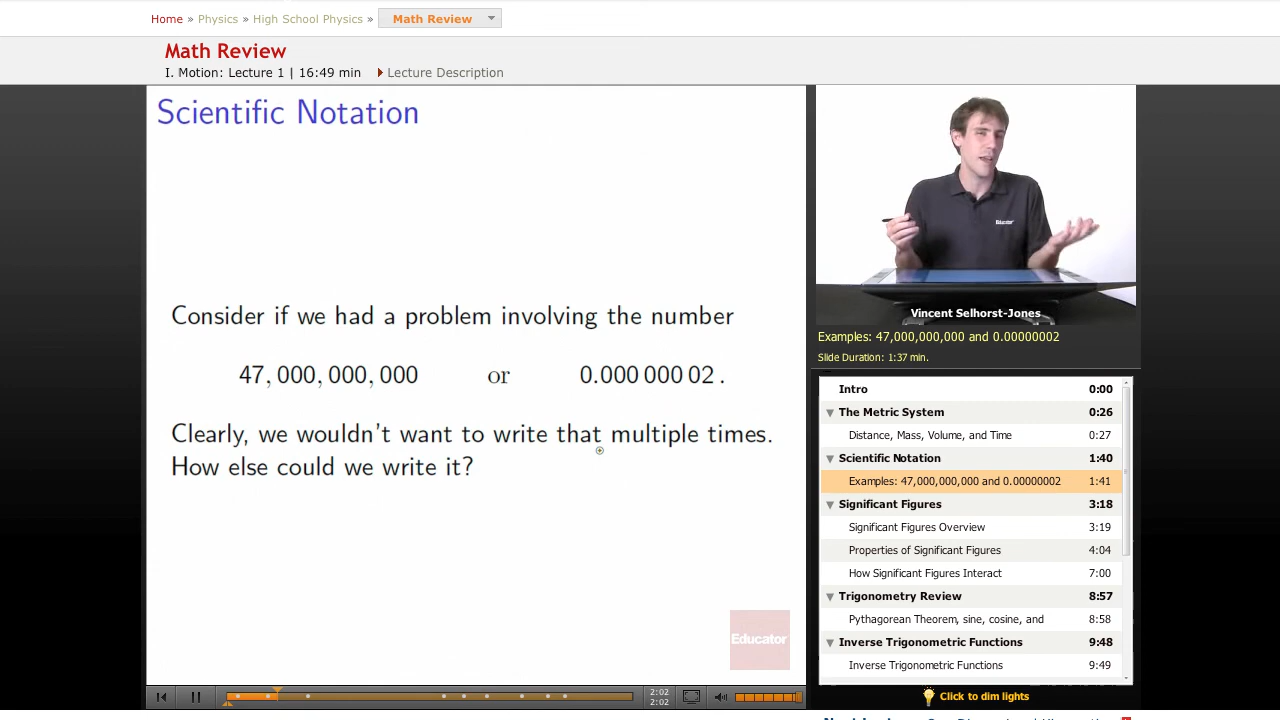 Home » Physics » High School Physics » Math Review
Math Review
I. Motion: Lecture 1 | 16:49 min Lecture Description
Scientific Notation
Consider if we had a problem involving the number
47, 000, 000, 000 or 0.000 000 02 .
Clearly, we wouldn't want to write that multiple times.
How else could we write it?
Educator
2:02
2:02
Educator
Vincent Selhorst-Jones
Examples: 47,000,000,000 and 0.00000002
Slide Duration: 1:37 min.
Intro 0:00
The Metric System 0:26
Distance, Mass, Volume, and Time 0:27
Scientific Notation 1:40
Examples: 47,000,000,000 and 0.00000002 1:41
Significant Figures 3:18
Significant Figures Overview 3:19
Properties of Significant Figures 4:04
How Significant Figures Interact 7:00
Trigonometry Review 8:57
Pythagorean Theorem, sine, cosine, and 8:58
Inverse Trigonometric Functions 9:48
Inverse Trigonometric Functions 9:49
Click to dim lights